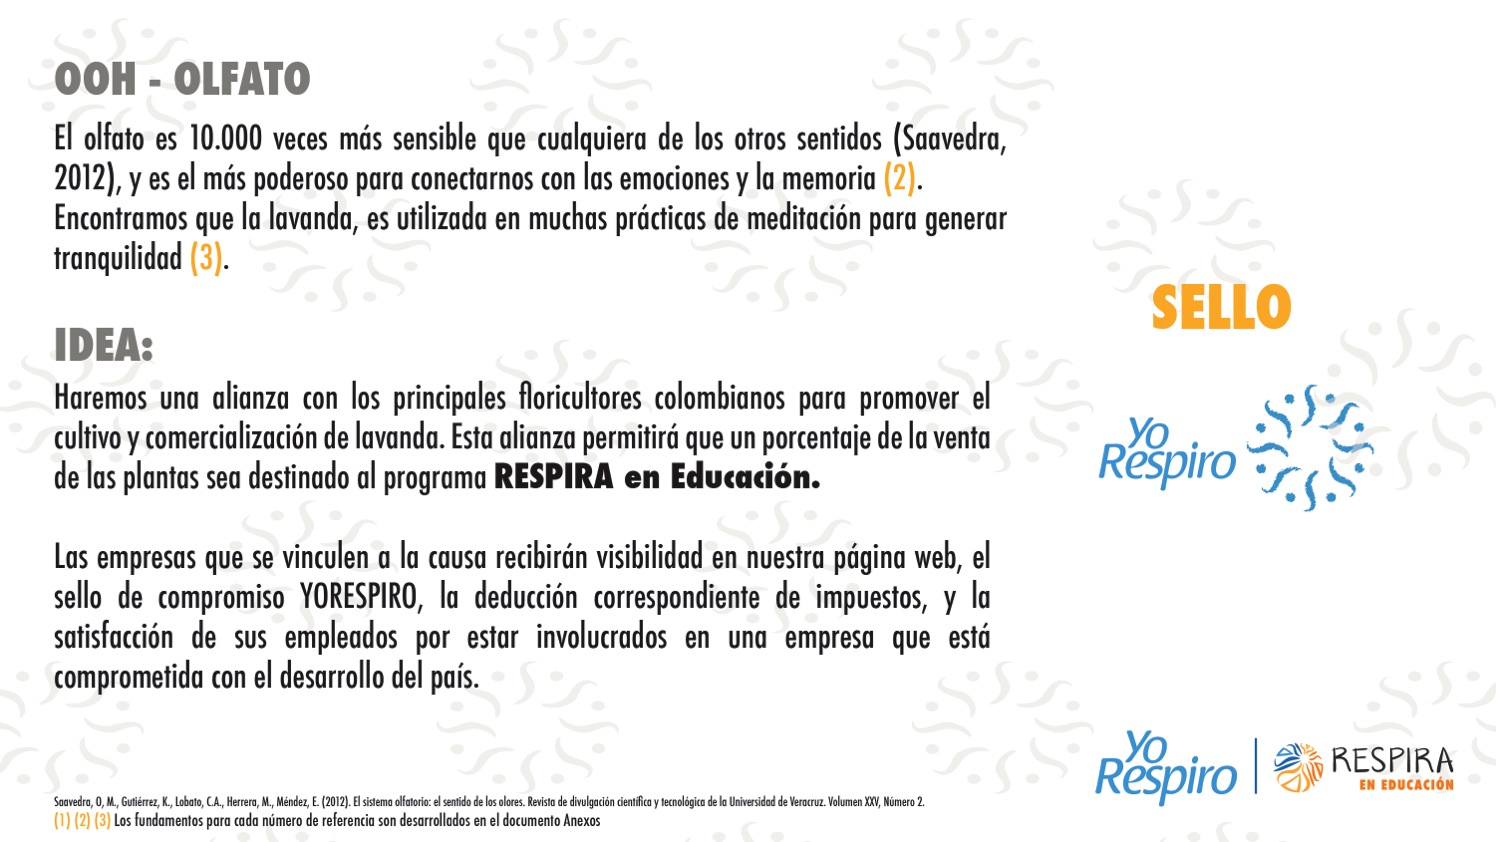 OOH - OLFATO
El olfato es 10.000 veces más sensible que cualquiera de los otros sentidos (Saavedra,
2012), y es el más poderoso para conectarnos con las emociones y la memoria (2).
Encontramos que la lavanda, es utilizada en muchas prácticas de meditación para generar
tranquilidad (3).
IDEA:
Haremos una alianza con los principales floricultores colombianos para promover el
cultivo y comercialización de lavanda. Esta alianza permitirá que un porcentaje de la venta
de las plantas sea destinado al programa RESPIRA en Educación.
Las empresas que se vinculen a la causa recibirán visibilidad en nuestra página web, el
sello de compromiso YORESPIRO, la deducción correspondiente de impuestos, y la
satisfacción de sus empleados por estar involucrados en una empresa que está
comprometida con el desarrollo del país.
SELLO
Yo
Respiro
Saavedra, O, M., Gutiérrez, K., Lobato, C.A., Herrera, M., Méndez, E. (2012). El sistema olfatorio: el sentido de los olores. Revista de divulgación científica y tecnológica de la Universidad de Veracruz. Volumen XXV, Número 2.
(1) (2) (3) Los fundamentos para cada número de referencia son desarrollados en el documento Anexos
Yo
Respiro
RESPIRA
EN EDUCACIÓN